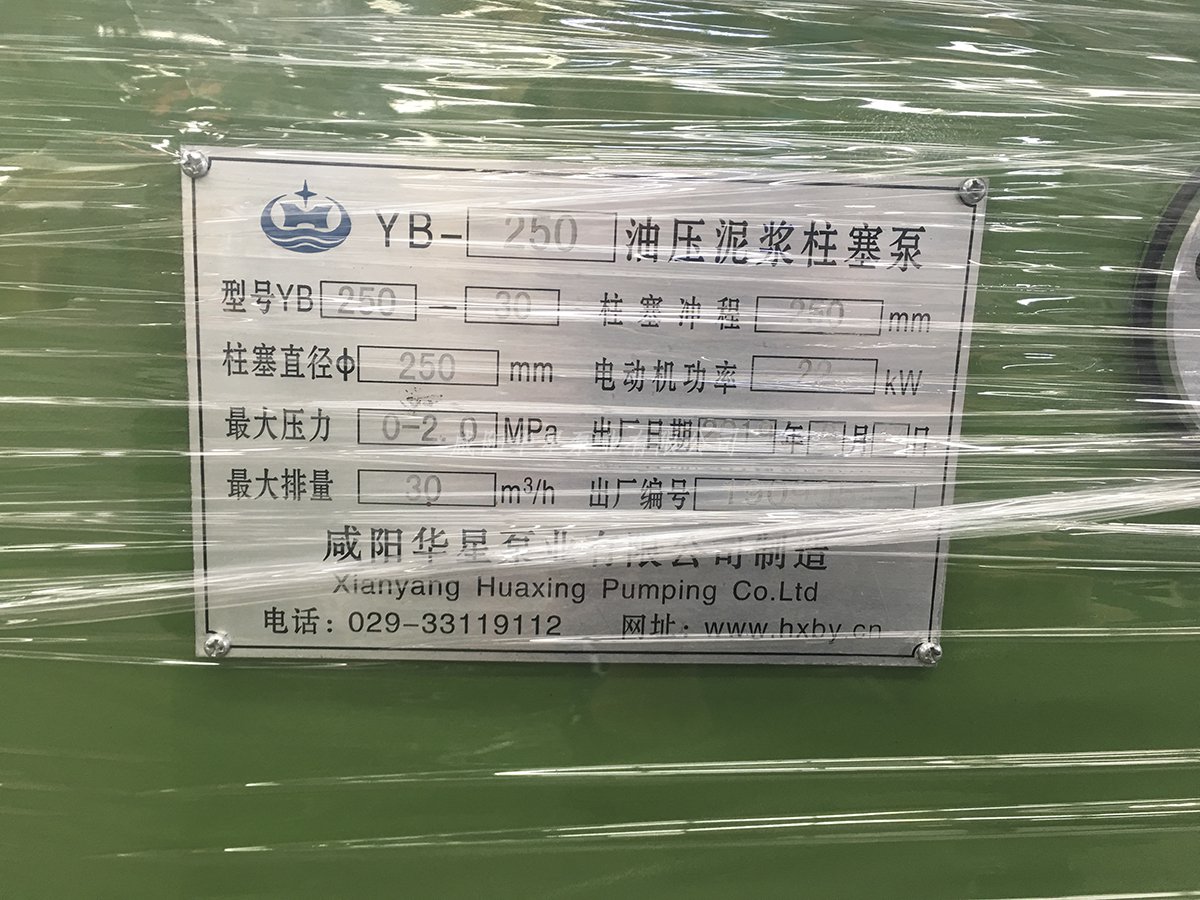 YB-250 油压泥浆柱塞泵
型号YB 250 — 30 柱塞冲程 250 mm
柱塞直径ф 250 mm 电动机功率 22 kW
最大压力 0-2.0 MPa 出厂日期 2019 年 月 日
最大排量 30 m³/h 出厂编号
咸阳华星泵业有限公司制造
Xianyang Huaxing Pumping Co.Ltd
电话：029-33119112 网址：www.hxby.cn